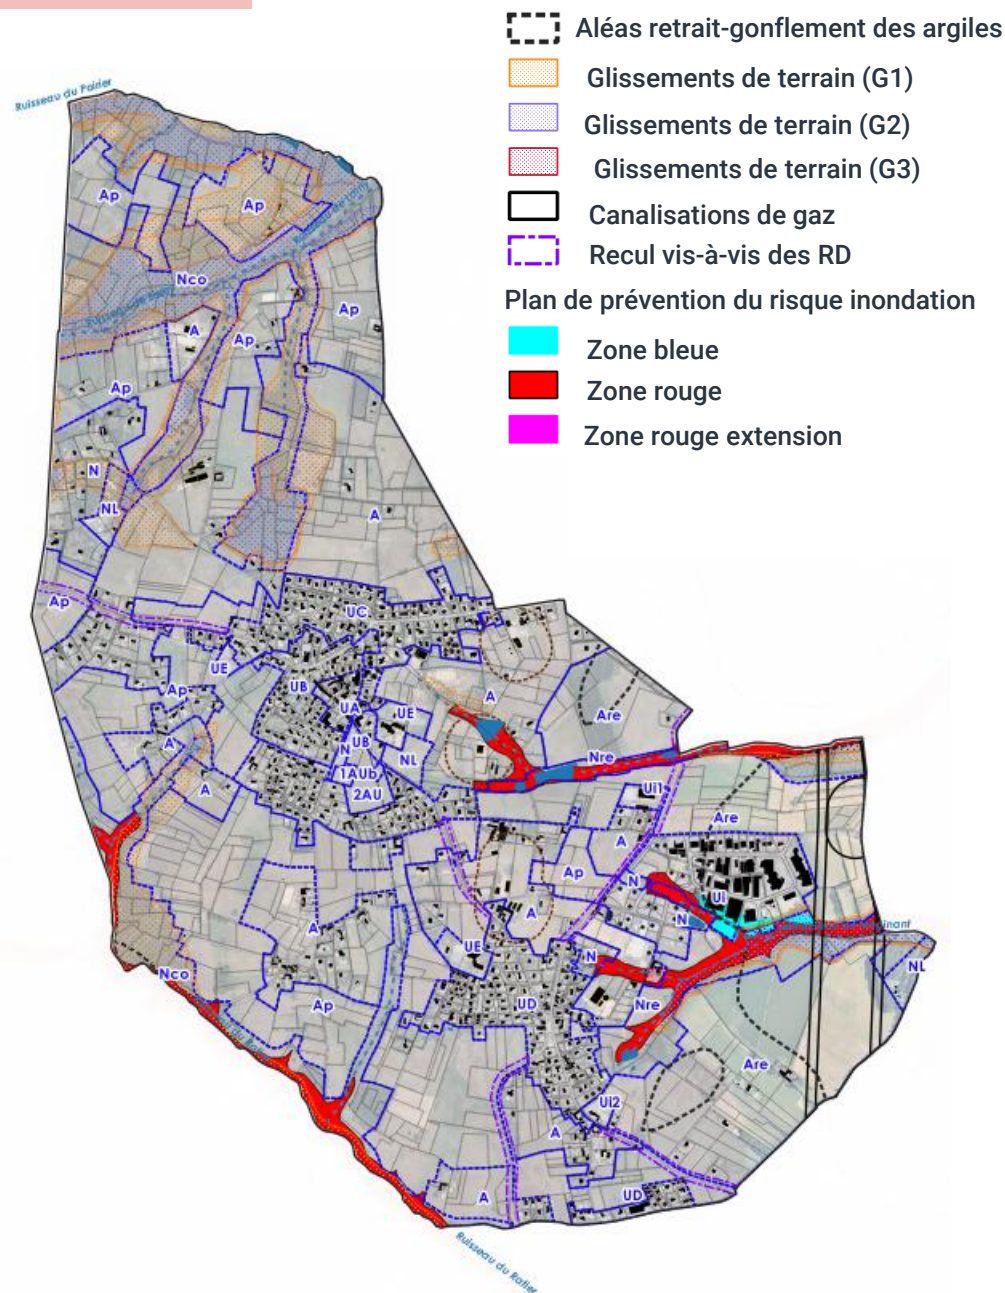 Aléas retrait-gonflement des argiles
Glissements de terrain (G1)
Glissements de terrain (G2)
Glissements de terrain (G3)
Canalisations de gaz
Recul vis-à-vis des RD
Plan de prévention du risque inondation
Zone bleue
Zone rouge
Zone rouge extension
Ruisseau du Poirier
Ap
Ap
Nco
Ap
A
Ap
Ap
N
NL
A
Ap
UC
UE
UB
Ap
A
UA
UE
A
Are
UB
N
NL
Nre
1AUb
2AU
A
Ui1
Are
A
Ap
N
Ui
A
N
A
UE
N
NL
Nco
Ap
UD
Nre
Are
Ui2
A
A
UD
Ruisseau du Ratier